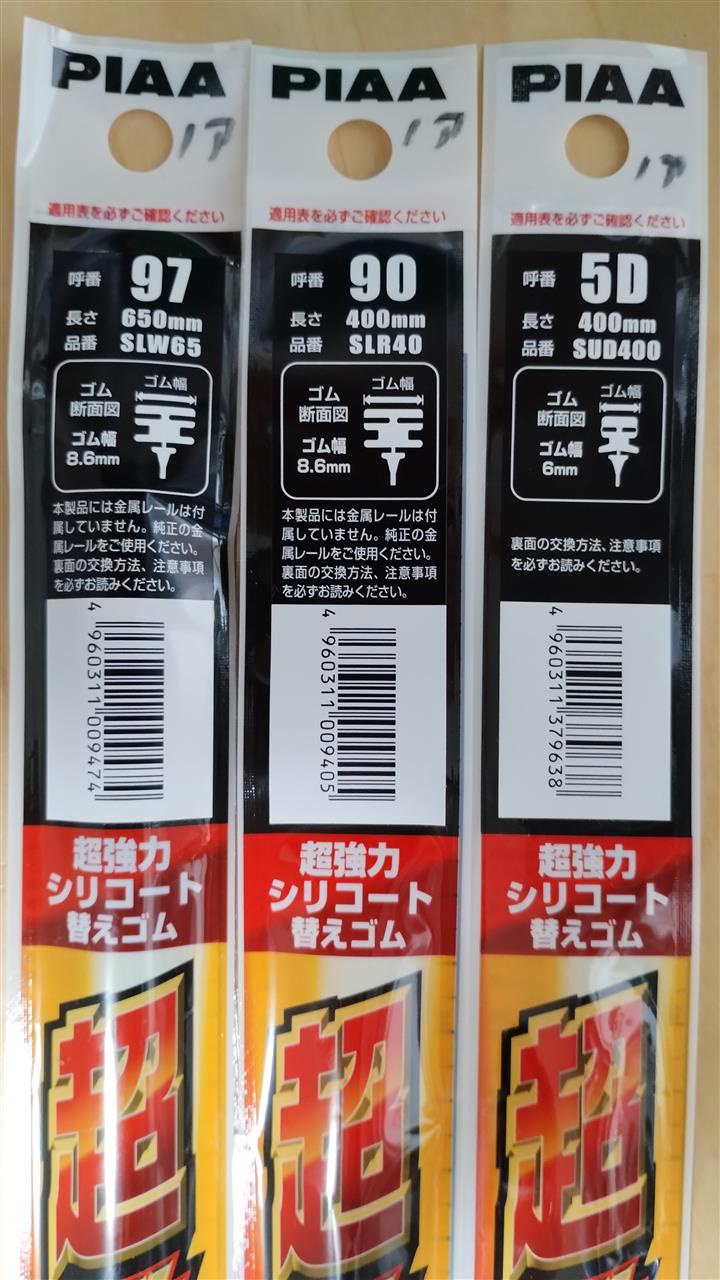 PIAA
ノア
適用表を必ずご確認ください
呼番 97
長さ 650mm
品番 SLW65
ゴム幅
ゴム
断面図
ゴム幅
8.6mm
本製品には金属レールは付
属していません。純正の金
属レールをご使用ください。
裏面の交換方法、注意事項
を必ずお読みください。
4 960311 009474
超強力
シリコート
替えゴム
超
PIAA
ノア
適用表を必ずご確認ください
呼番 90
長さ 400mm
品番 SLR40
ゴム幅
ゴム
断面図
ゴム幅
8.6mm
本製品には金属レールは付
属していません。純正の金
属レールをご使用ください。
裏面の交換方法、注意事項
を必ずお読みください。
4 960311 009405
超強力
シリコート
替えゴム
超
PIAA
ノア
適用表を必ずご確認ください
呼番 5D
長さ 400mm
品番 SUD400
ゴム幅
ゴム
断面図
ゴム幅
6mm
裏面の交換方法、注意事項
を必ずお読みください。
4 960311 379638
超強力
シリコート
替えゴム
超